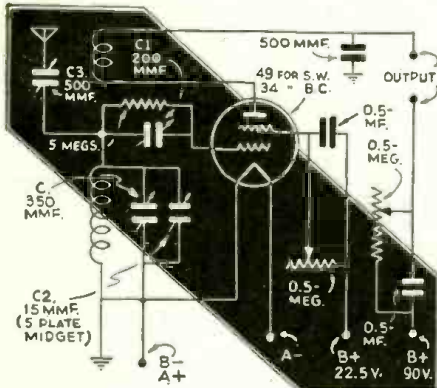 C1
200
MMF.
500
MMF.
C3
500
MMF.
49 FOR S.W.
34 " B.C.
OUTPUT
5 MEGS.
0.5-
MF.
0.5-
MEG.
C.
350
MMF.
C2,
15 MMF.
(5 PLATE
MIDGET)
0.5-
MEG.
0.5-
MF.
B-
A+
A-
B+
22.5 V.
B+
90V.